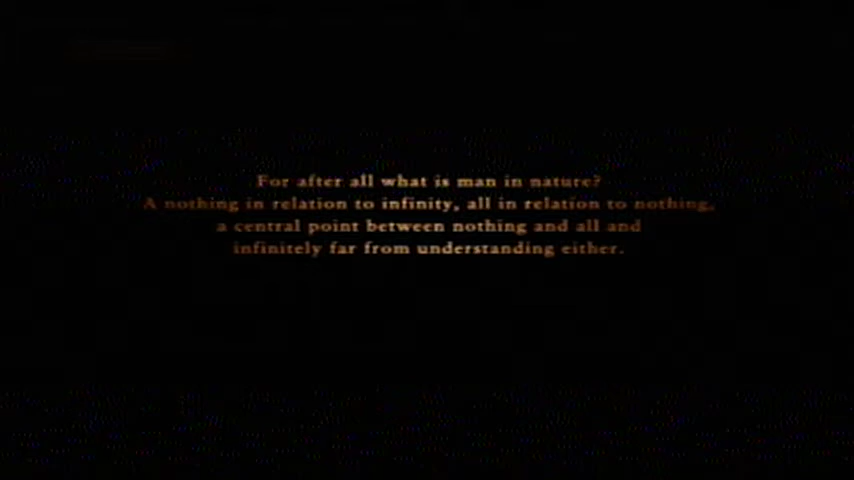 For after all what is man in nature?
A nothing in relation to infinity, all in relation to nothing,
a central point between nothing and all and
infinitely far from understanding either.